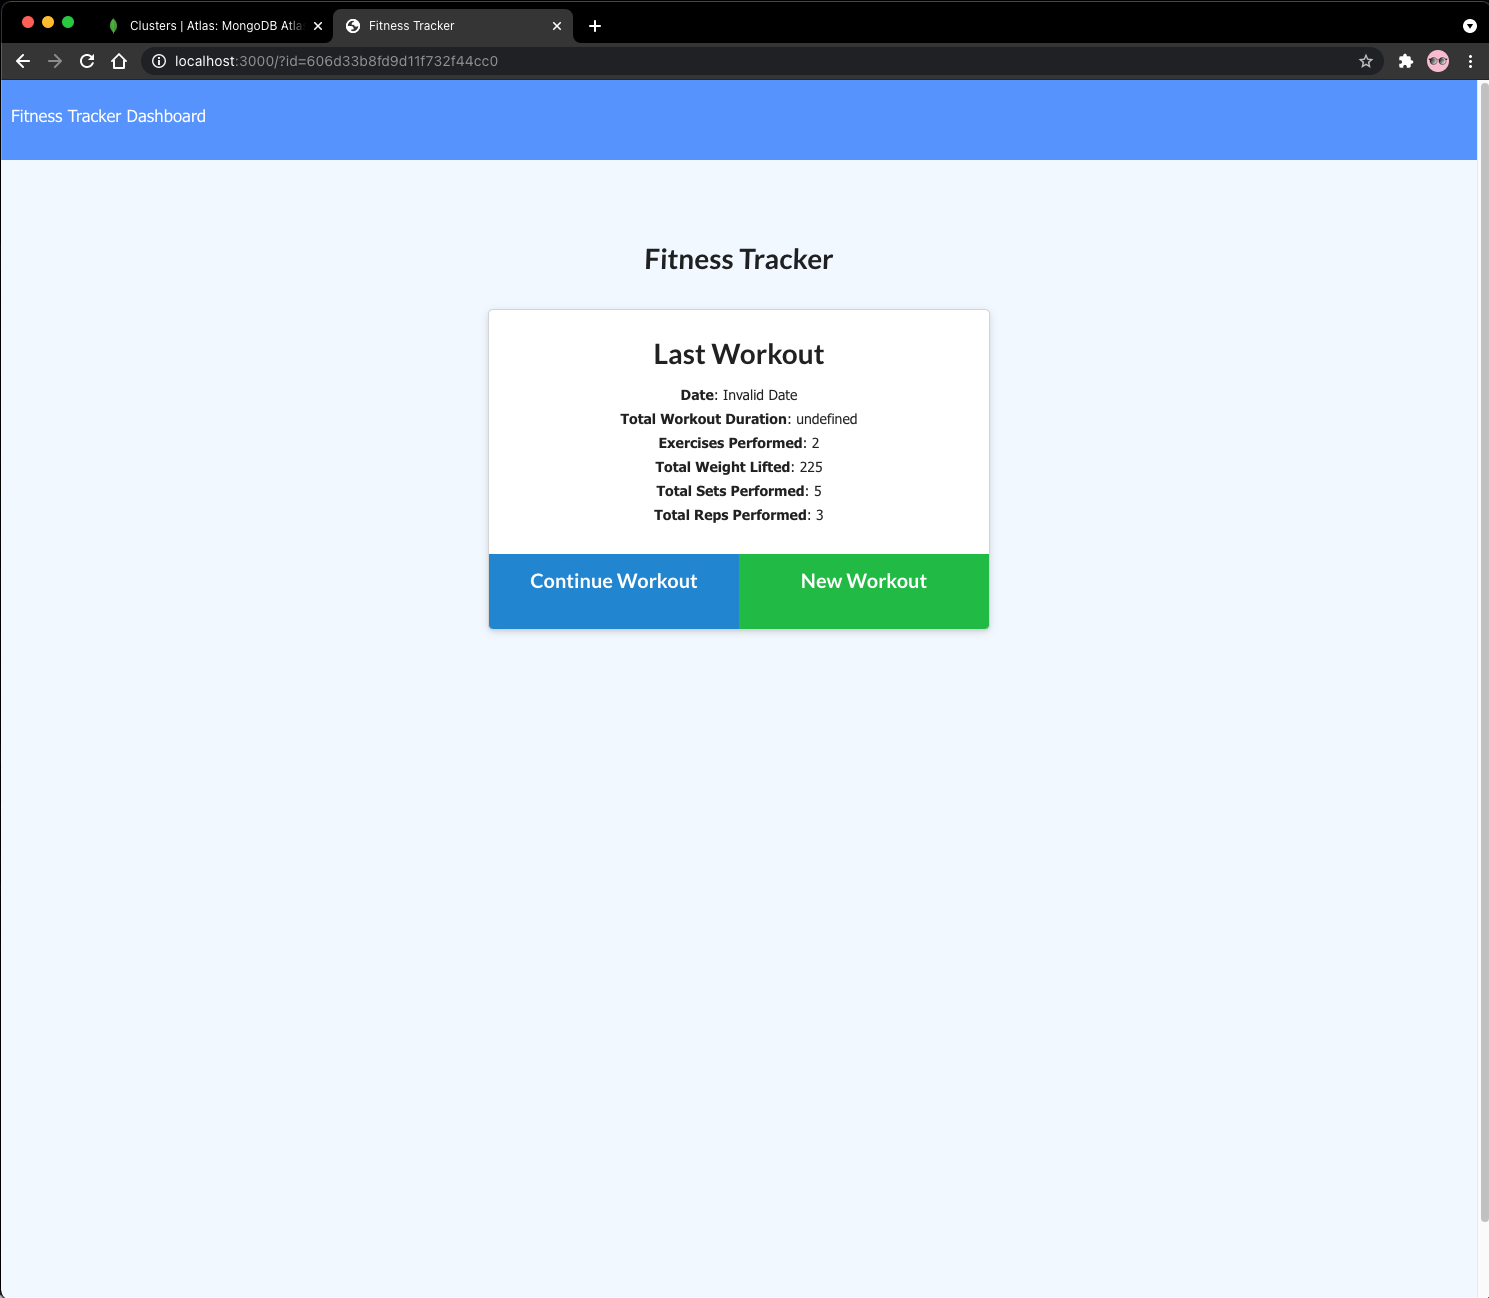 Clusters | Atlas: MongoDB Atla
Fitness Tracker
localhost:3000/?id=606d33b8fd9d11f732f44cc0
Fitness Tracker Dashboard
Fitness Tracker
Last Workout
Date: Invalid Date
Total Workout Duration: undefined
Exercises Performed: 2
Total Weight Lifted: 225
Total Sets Performed: 5
Total Reps Performed: 3
Continue Workout
New Workout